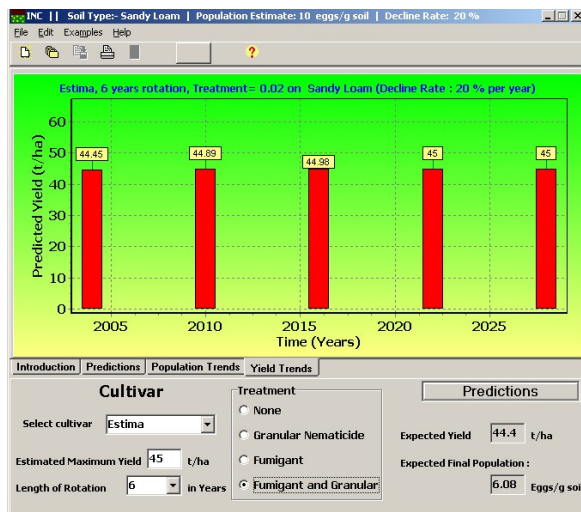 INC || Soil Type:- Sandy Loam | Population Estimate: 10 eggs/g soil | Decline Rate: 20 %
File Edit Examples Help
?
Estima, 6 years rotation, Treatment= 0.02 on Sandy Loam (Decline Rate : 20 % per year)
Predicted Yield (t/ha)
60
50
40
30
20
10
0
44.45 44.89 44.98 45 45
2005 2010 2015 2020 2025
Time (Years)
Introduction Predictions Population Trends Yield Trends
Cultivar
Select cultivar Estima
Estimated Maximum Yield 45 t/ha
Length of Rotation 6 in Years
Treatment
None
Granular Nematicide
Fumigant
Fumigant and Granular
Predictions
Expected Yield 44.4 t/ha
Expected Final Population :
6.08 Eggs/g soi